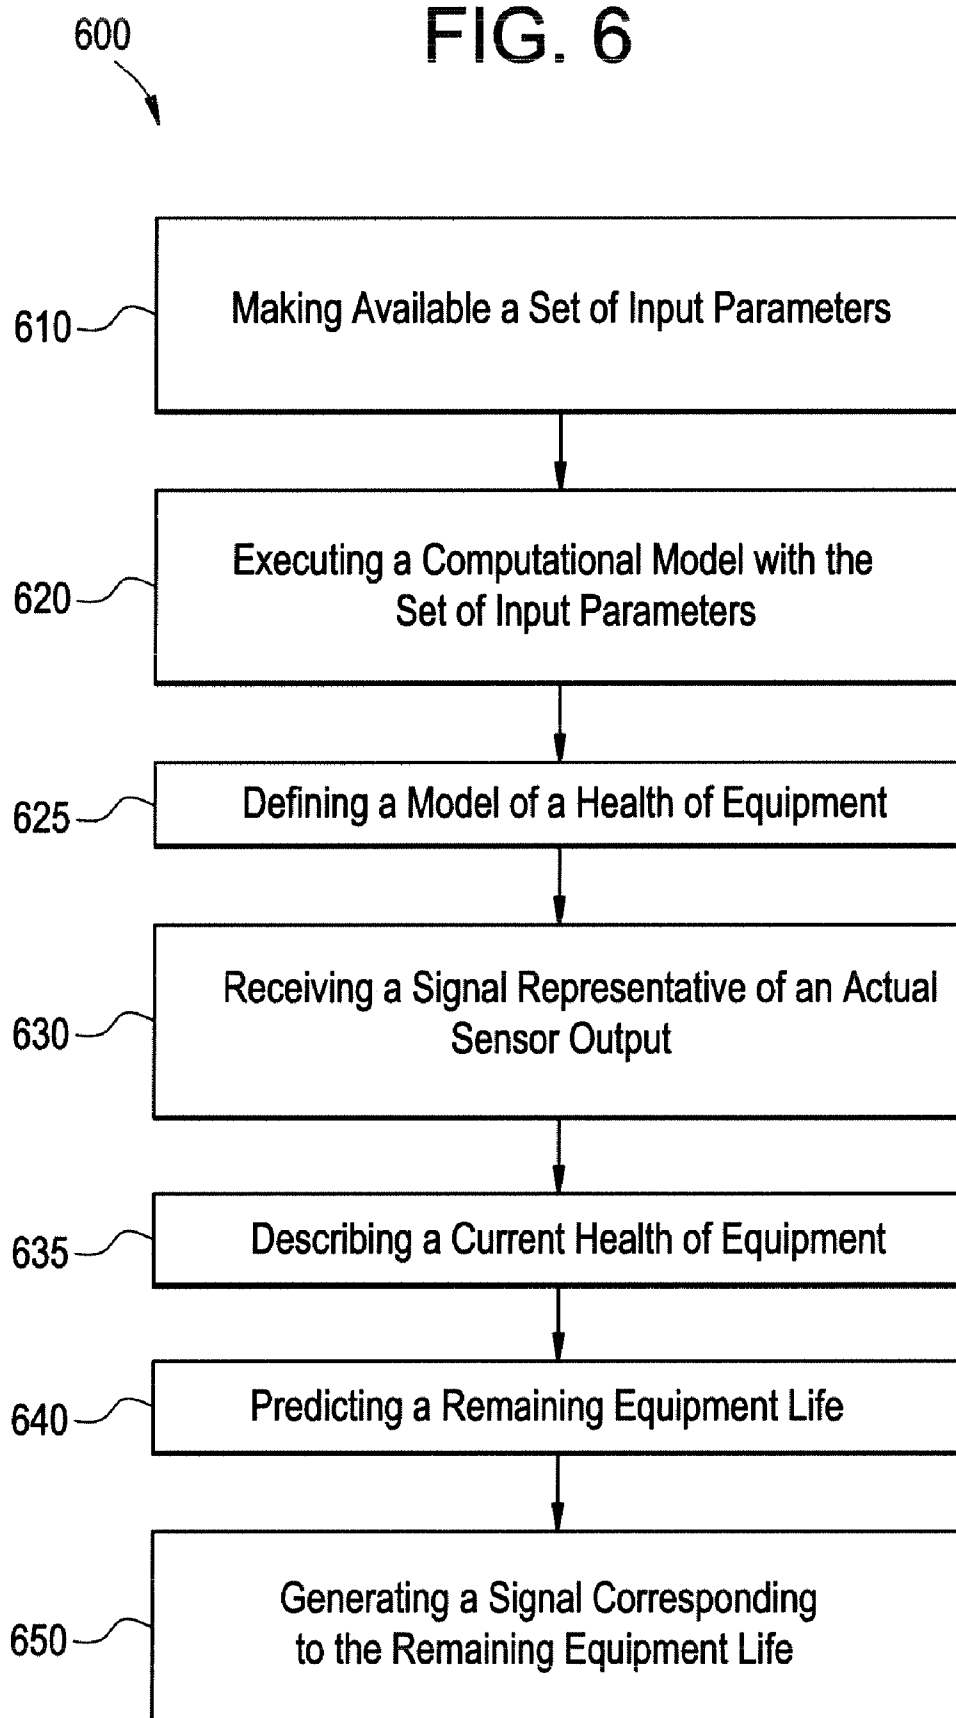 600
FIG. 6
610
Making Available a Set of Input Parameters
620
Executing a Computational Model with the
Set of Input Parameters
625
Defining a Model of a Health of Equipment
630
Receiving a Signal Representative of an Actual
Sensor Output
635
Describing a Current Health of Equipment
640
Predicting a Remaining Equipment Life
650
Generating a Signal Corresponding
to the Remaining Equipment Life